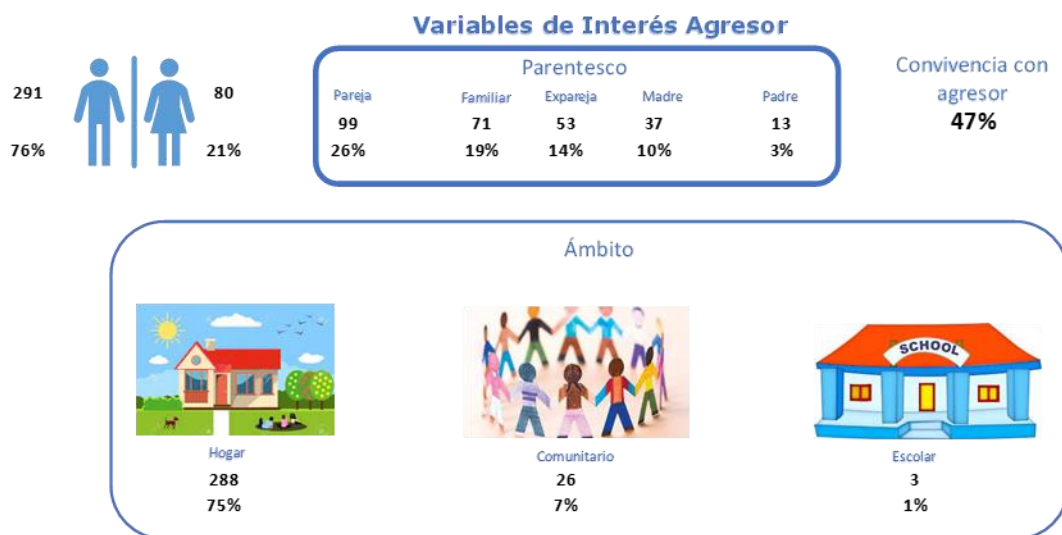 Variables de Interés Agresor
291 80
76% 21%
Parentesco
Pareja Familiar Expareja Madre Padre
99 71 53 37 13
26% 19% 14% 10% 3%
Convivencia con
agresor
47%
Ámbito
SCHOOL
Hogar Comunitario Escolar
288 26 3
75% 7% 1%